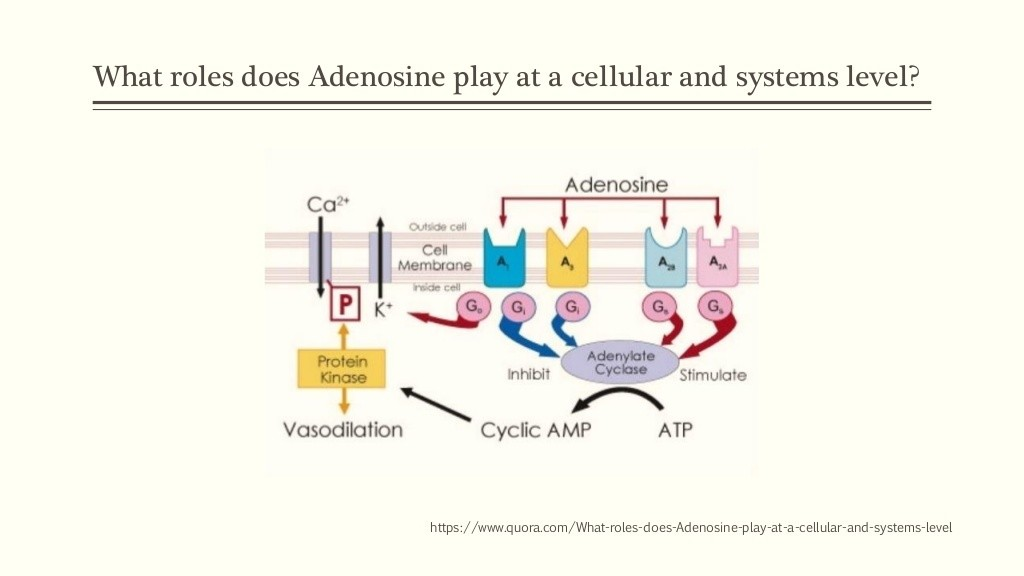 What roles does Adenosine play at a cellular and systems level?
Adenosine
Ca²⁺
Outside cell
Cell
Membrane
Inside cell
A₁
A₃
A₂B
A₂A
P
K⁺
Gₒ
Gᵢ
Gᵢ
Gₛ
Gₛ
Protein
Kinase
Adenylate
Cyclase
Inhibit
Stimulate
Vasodilation
Cyclic AMP
ATP
https://www.quora.com/What-roles-does-Adenosine-play-at-a-cellular-and-systems-level